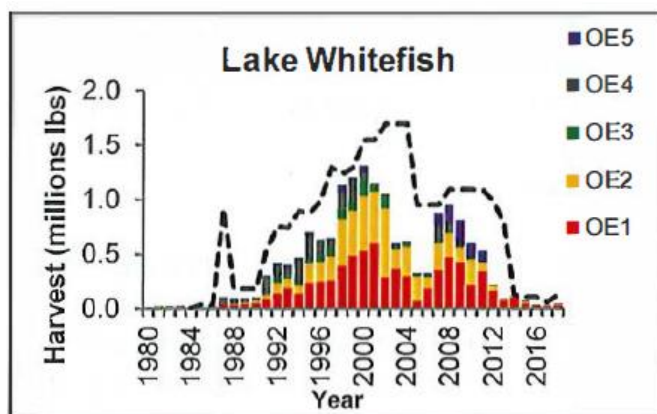 Lake Whitefish
OE5
OE4
OE3
OE2
OE1
Harvest (millions lbs)
2.0
1.5
1.0
0.5
0.0
1980
1984
1988
1992
1996
2000
2004
2008
2012
2016
Year